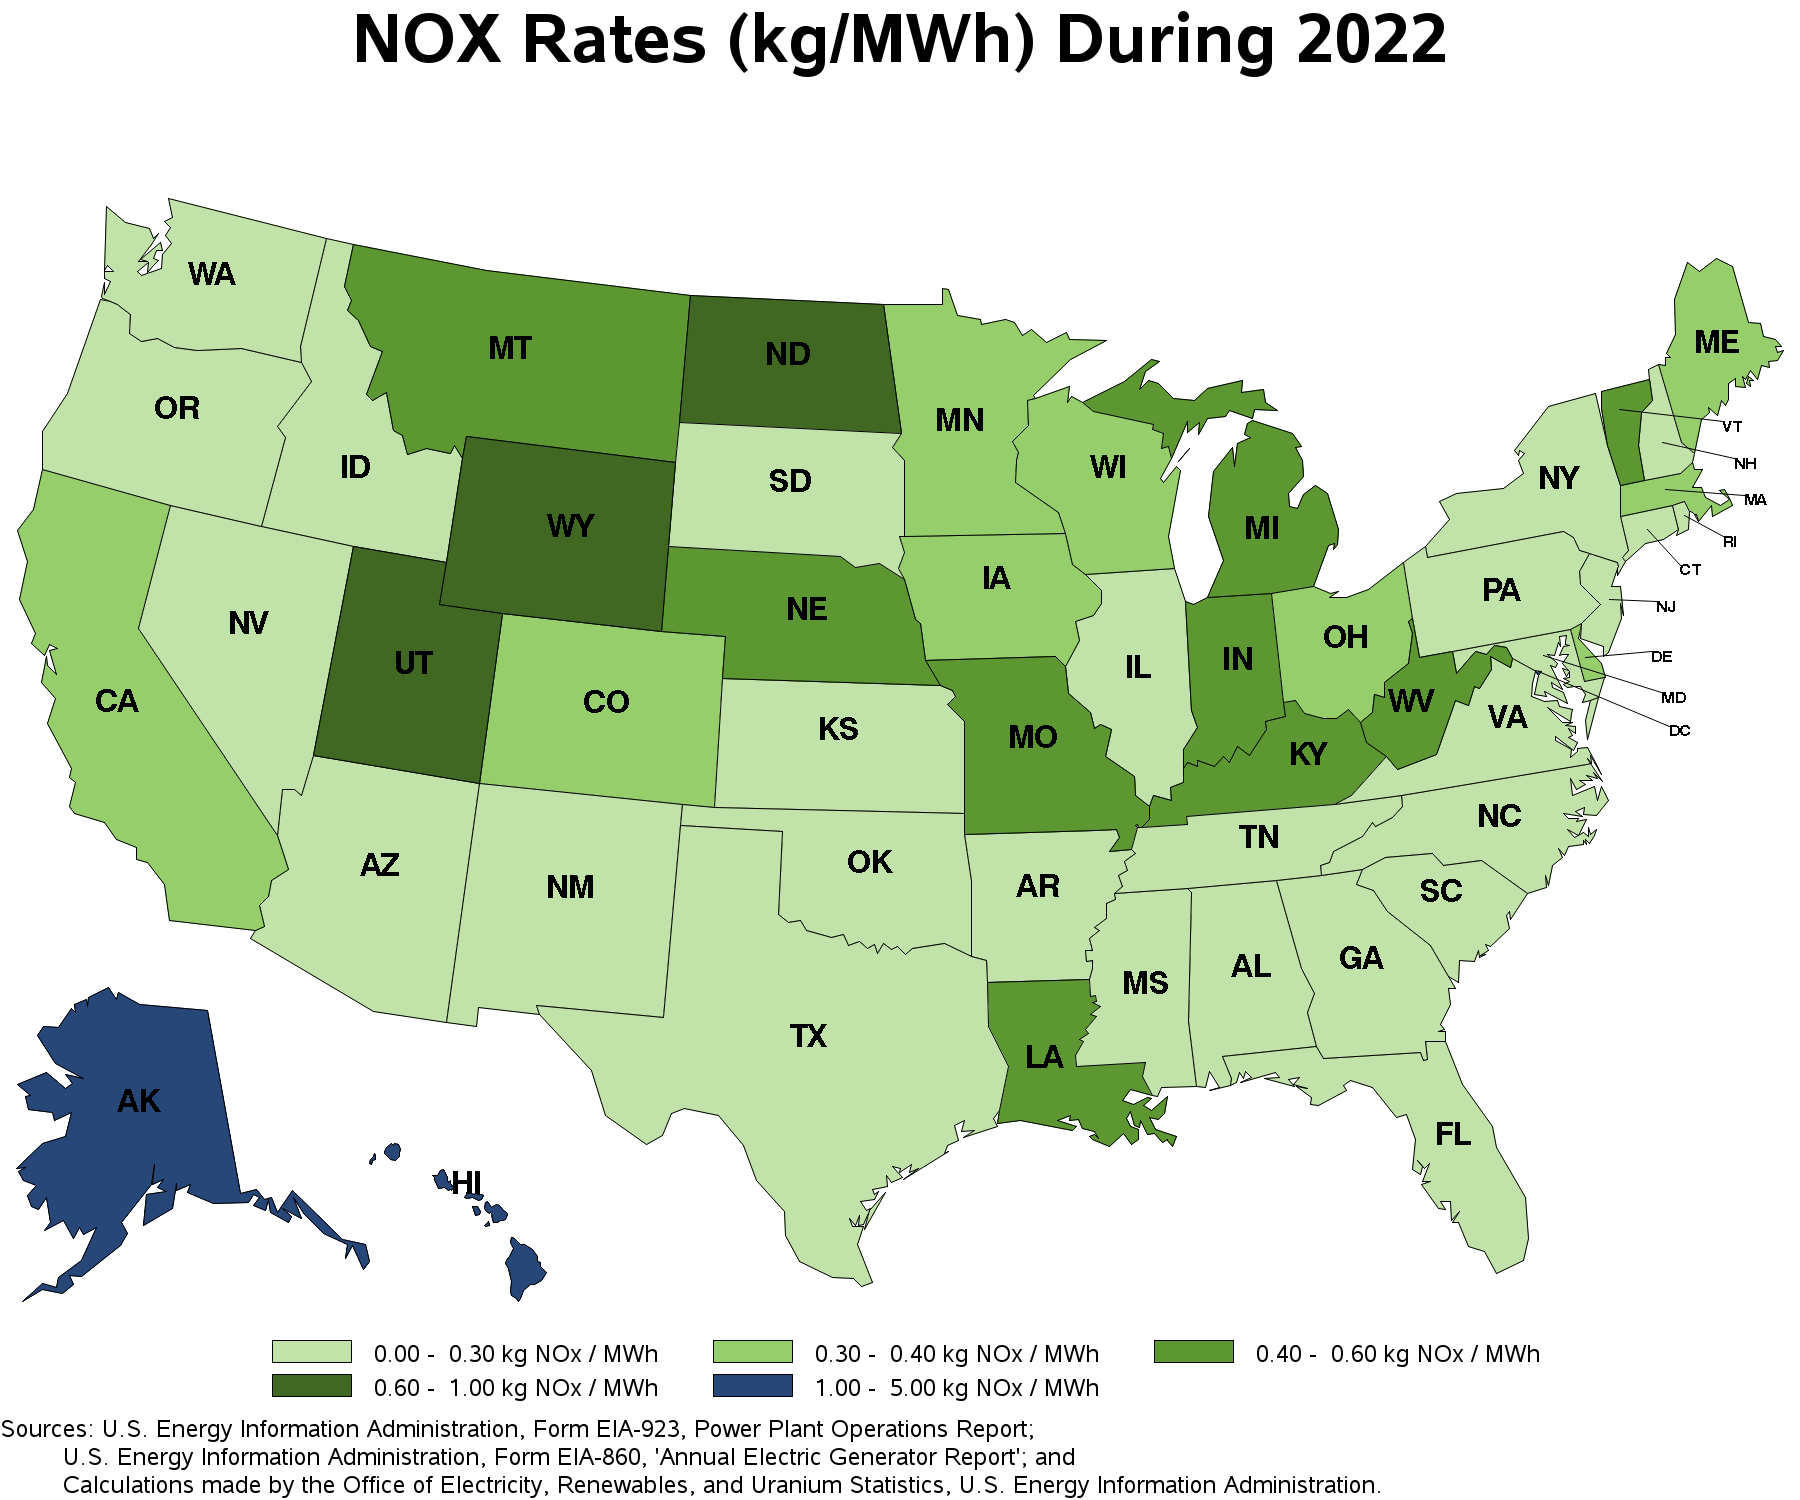 NOX Rates (kg/MWh) During 2022
WA
MT
ND
ME
OR
MN
VT
ID
SD
WI
NY
NH
MA
WY
MI
RI
CT
IA
PA
NE
NJ
NV
OH
UT
IL
IN
DE
CA
CO
WV
MD
VA
KS
MO
DC
KY
NC
TN
AZ
OK
NM
AR
SC
GA
AL
MS
TX
LA
AK
FL
HI
0.00 - 0.30 kg NOx / MWh
0.30 - 0.40 kg NOx / MWh
0.40 - 0.60 kg NOx / MWh
0.60 - 1.00 kg NOx / MWh
1.00 - 5.00 kg NOx / MWh
Sources: U.S. Energy Information Administration, Form EIA-923, Power Plant Operations Report;
U.S. Energy Information Administration, Form EIA-860, 'Annual Electric Generator Report'; and
Calculations made by the Office of Electricity, Renewables, and Uranium Statistics, U.S. Energy Information Administration.